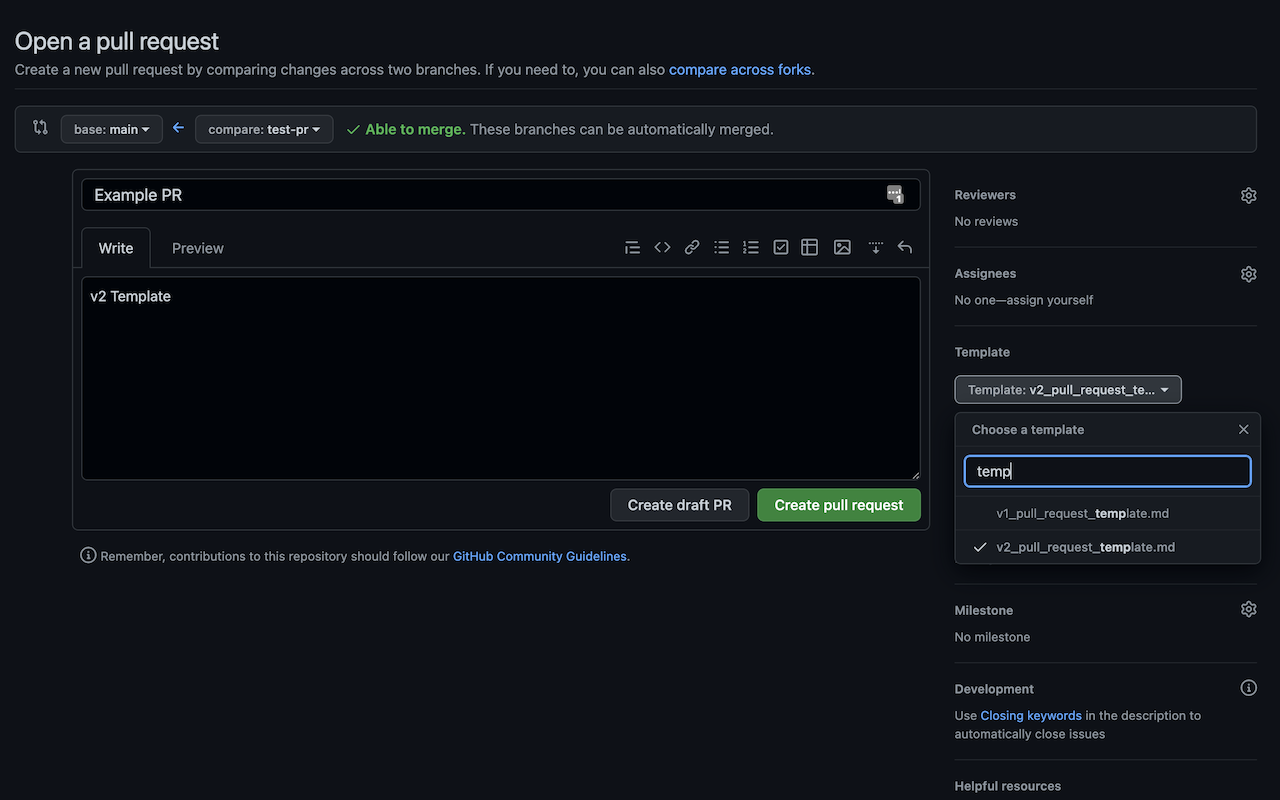 Open a pull request
Create a new pull request by comparing changes across two branches. If you need to, you can also compare across forks.
base: main
compare: test-pr
Able to merge. These branches can be automatically merged.
Example PR
1
Write
Preview
v2 Template
Create draft PR
Create pull request
Remember, contributions to this repository should follow our GitHub Community Guidelines.
Reviewers
No reviews
Assignees
No one—assign yourself
Template
Template: v2_pull_request_te...
Choose a template
temp
v1_pull_request_template.md
v2_pull_request_template.md
Milestone
No milestone
Development
Use Closing keywords in the description to
automatically close issues
Helpful resources